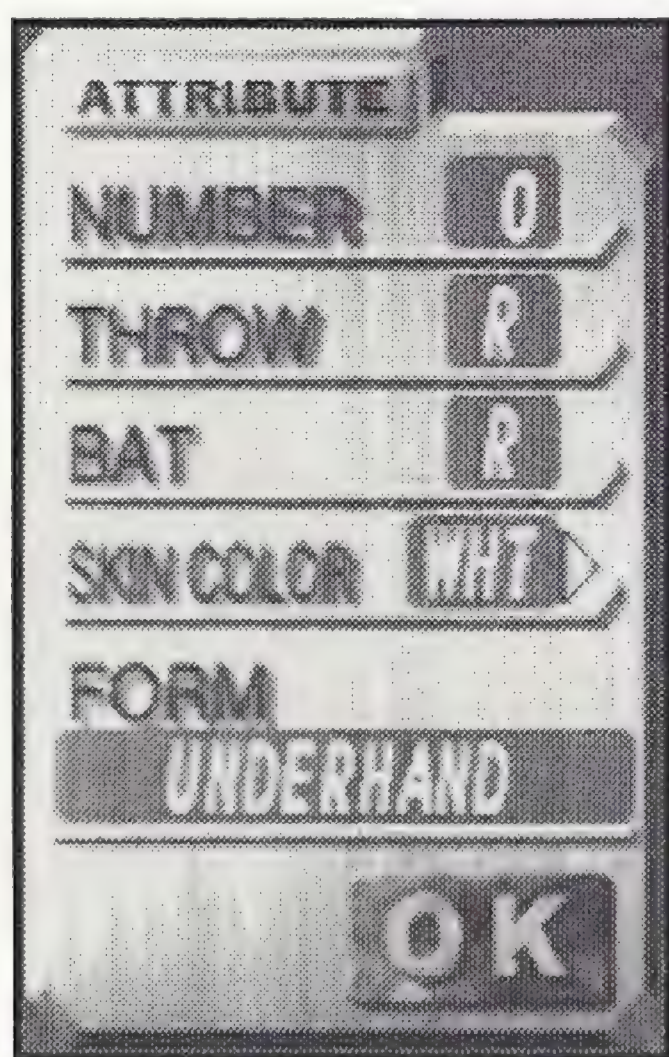 ATTRIBUTE
NUMBER 0
THROW R
BAT R
SKIN COLOR WHT
FORM
UNDERHAND
OK